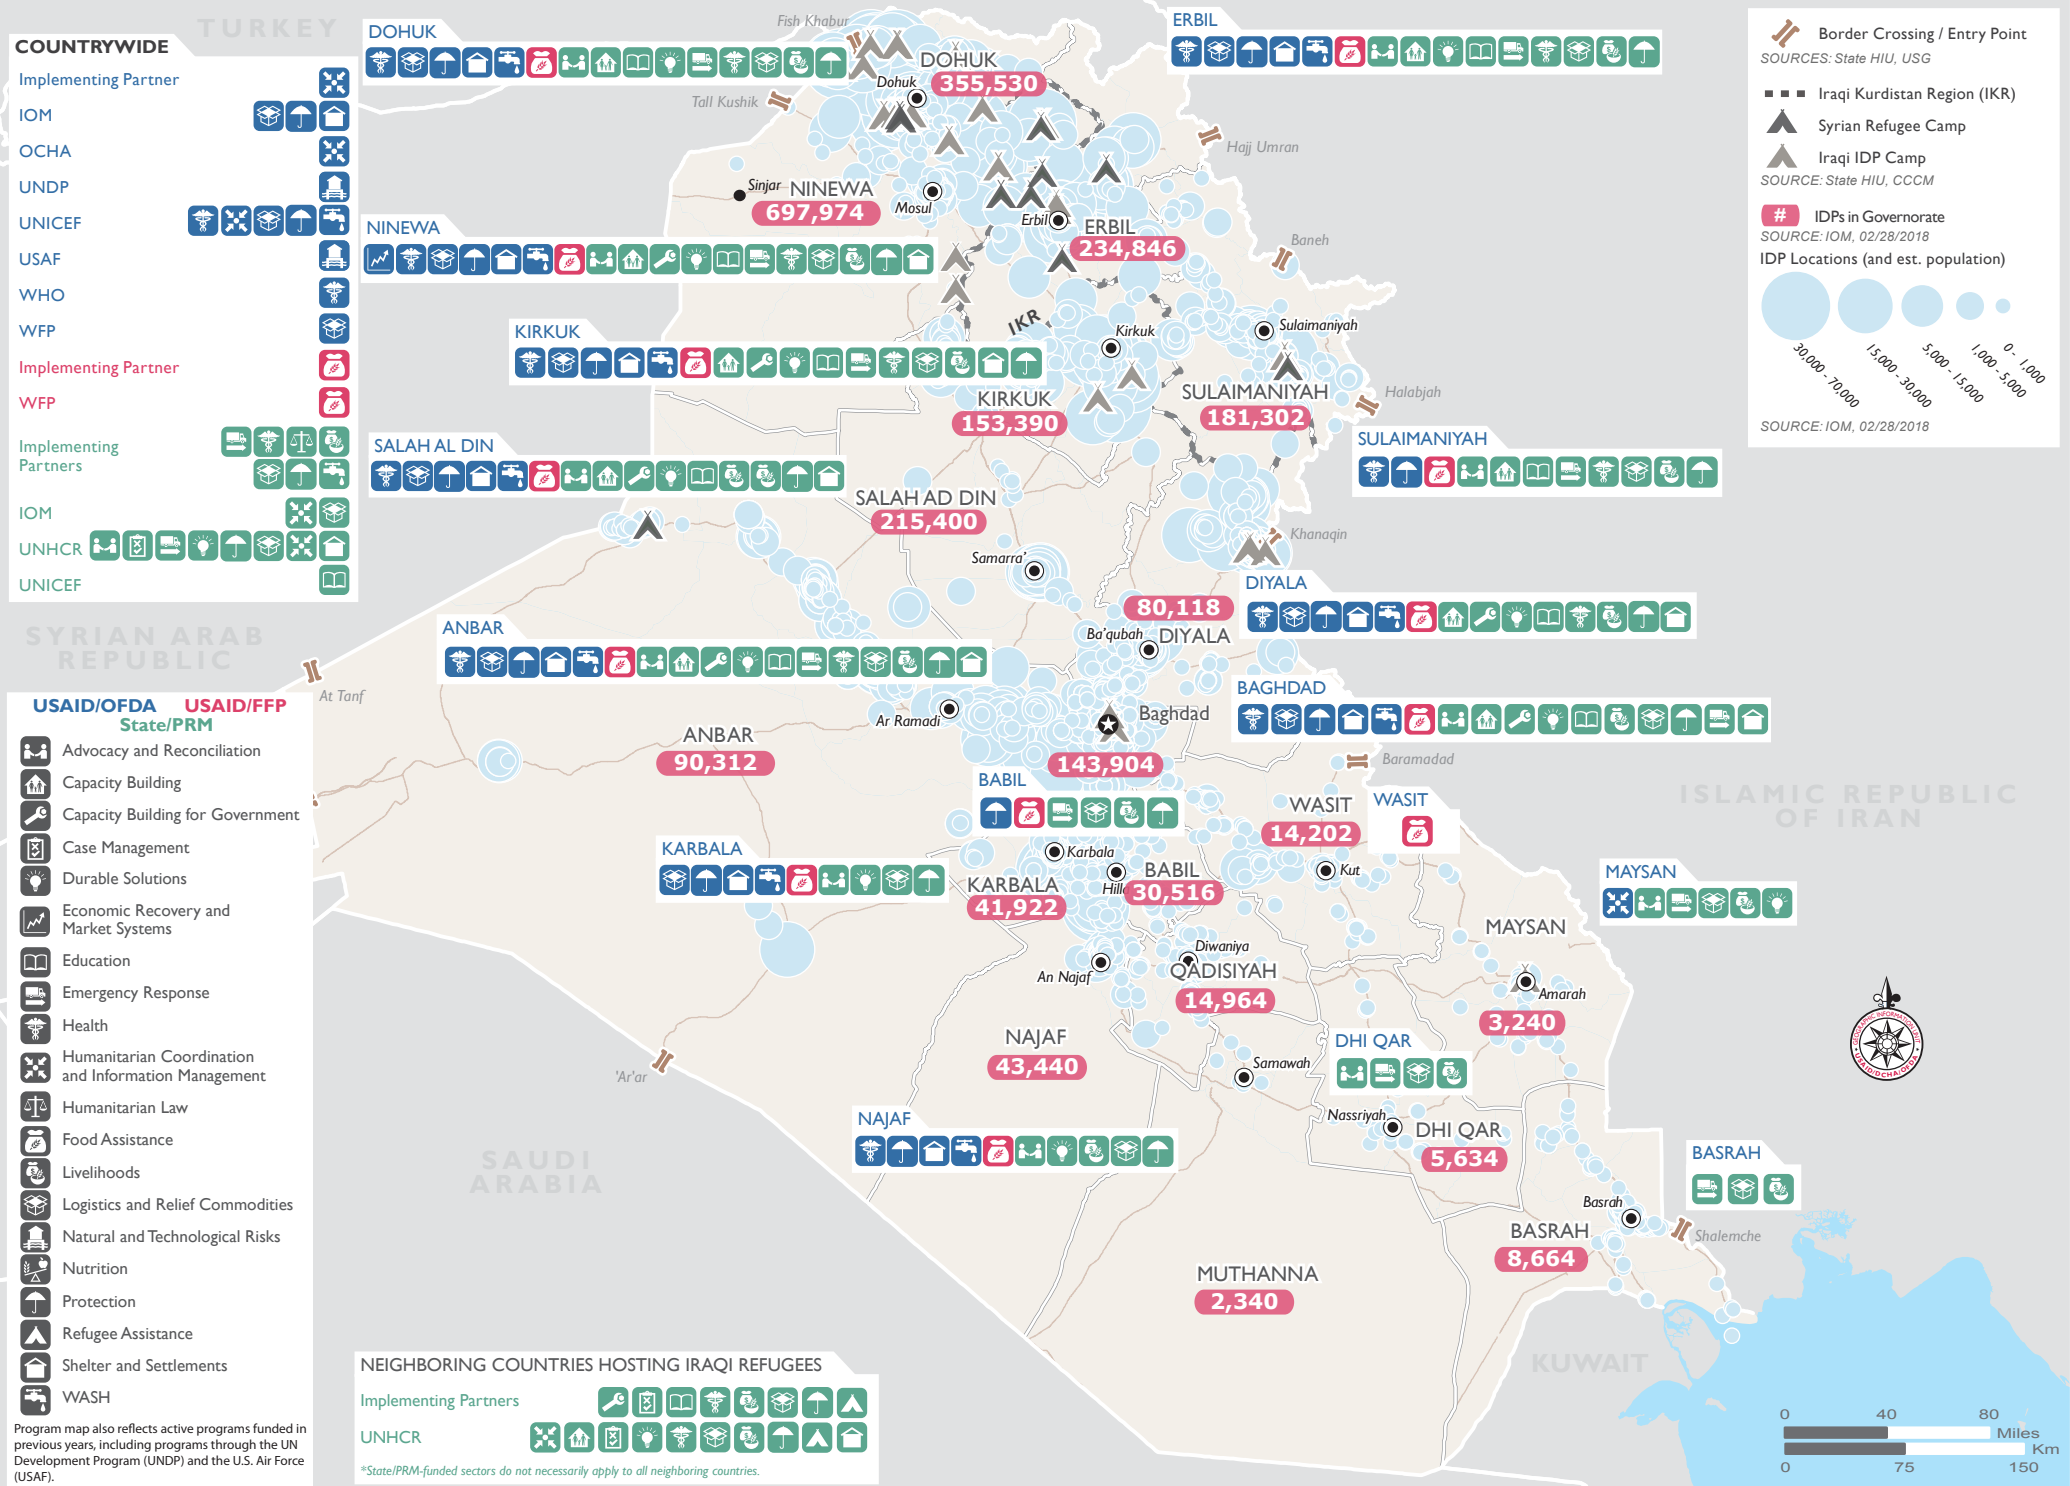 TURKEY
COUNTRYWIDE
Implementing Partner
IOM
OCHA
UNDP
UNICEF
USAF
WHO
WFP
Implementing Partner
WFP
Implementing
Partners
IOM
UNHCR
UNICEF
SYRIAN ARAB
REPUBLIC
At Tanf
USAID/OFDA USAID/FFP
State/PRM
Advocacy and Reconciliation
Capacity Building
Capacity Building for Government
Case Management
Durable Solutions
Economic Recovery and
Market Systems
Education
Emergency Response
Health
Humanitarian Coordination
and Information Management
Humanitarian Law
Food Assistance
Livelihoods
Logistics and Relief Commodities
Natural and Technological Risks
Nutrition
Protection
Refugee Assistance
Shelter and Settlements
WASH
Program map also reflects active programs funded in
previous years, including programs through the UN
Development Program (UNDP) and the U.S. Air Force
(USAF).
DOHUK
Fish Khabur
DOHUK
Dohuk
355,530
Tall Kushik
ERBIL
Hajj Umran
Sinjar
NINEWA
697,974
Mosul
NINEWA
Erbil
ERBIL
234,846
Baneh
IKR
KIRKUK
Kirkuk
Sulaimaniyah
KIRKUK
153,390
SULAIMANIYAH
181,302
Halabjah
SULAIMANIYAH
SALAH AL DIN
SALAH AD DIN
215,400
Samarra'
Khanaqin
DIYALA
80,118
Ba'qubah
DIYALA
ANBAR
Ar Ramadi
ANBAR
90,312
Baghdad
143,904
BAGHDAD
Baramadad
BABIL
WASIT
14,202
WASIT
Kut
KARBALA
Karbala
KARBALA
41,922
BABIL
Hilla
30,516
MAYSAN
MAYSAN
Amarah
3,240
Diwaniya
QADISIYAH
14,964
An Najaf
NAJAF
43,440
'Ar'ar
NAJAF
Samawah
DHI QAR
Nassriyah
DHI QAR
5,634
BASRAH
Basrah
BASRAH
8,664
Shalemche
MUTHANNA
2,340
SAUDI
ARABIA
KUWAIT
ISLAMIC REPUBLIC
OF IRAN
NEIGHBORING COUNTRIES HOSTING IRAQI REFUGEES
Implementing Partners
UNHCR
*State/PRM-funded sectors do not necessarily apply to all neighboring countries.
Border Crossing / Entry Point
SOURCES: State HIU, USG
Iraqi Kurdistan Region (IKR)
Syrian Refugee Camp
Iraqi IDP Camp
SOURCE: State HIU, CCCM
# IDPs in Governorate
SOURCE: IOM, 02/28/2018
IDP Locations (and est. population)
30,000 - 70,000
15,000 - 30,000
5,000 - 15,000
1,000 - 5,000
0 - 1,000
SOURCE: IOM, 02/28/2018
GEOGRAPHIC INFORMATION UNIT
USAID/DCHA/OFDA
0 40 80
Miles
Km
0 75 150